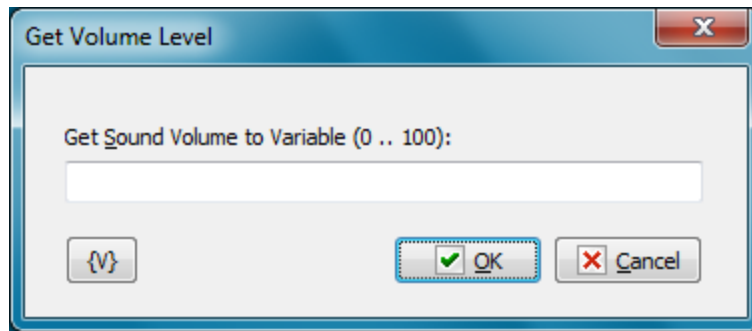 Get Volume Level
Get Sound Volume to Variable (0 .. 100):
{V}
OK
Cancel